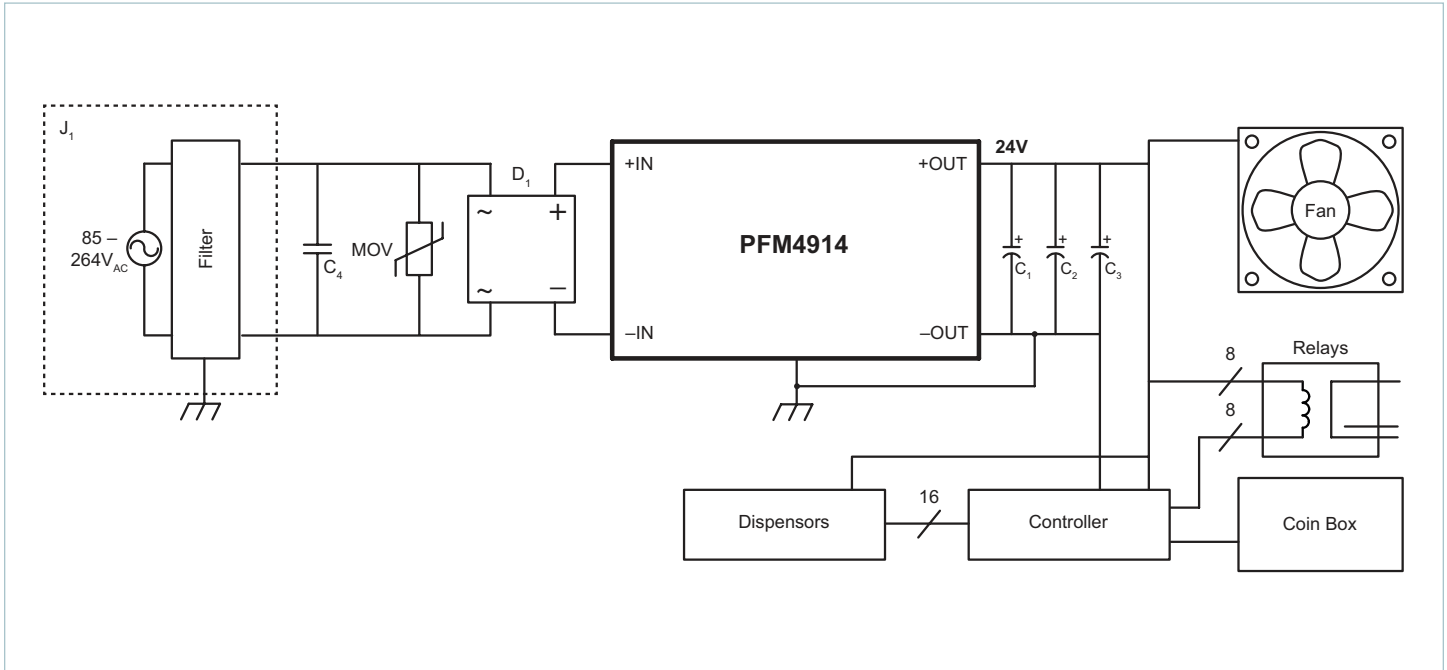 J1
85 –
264VAC
Filter
C4
MOV
D1
~
+
~
–
+IN
–IN
PFM4914
+OUT
–OUT
24V
+
C1
+
C2
+
C3
Fan
8
Relays
8
Dispensors
16
Controller
Coin Box